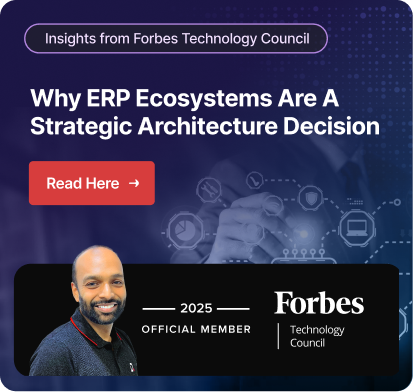 Insights from Forbes Technology Council
Why ERP Ecosystems Are A
Strategic Architecture Decision
Read Here →
2025
OFFICIAL MEMBER
Forbes
Technology
Council